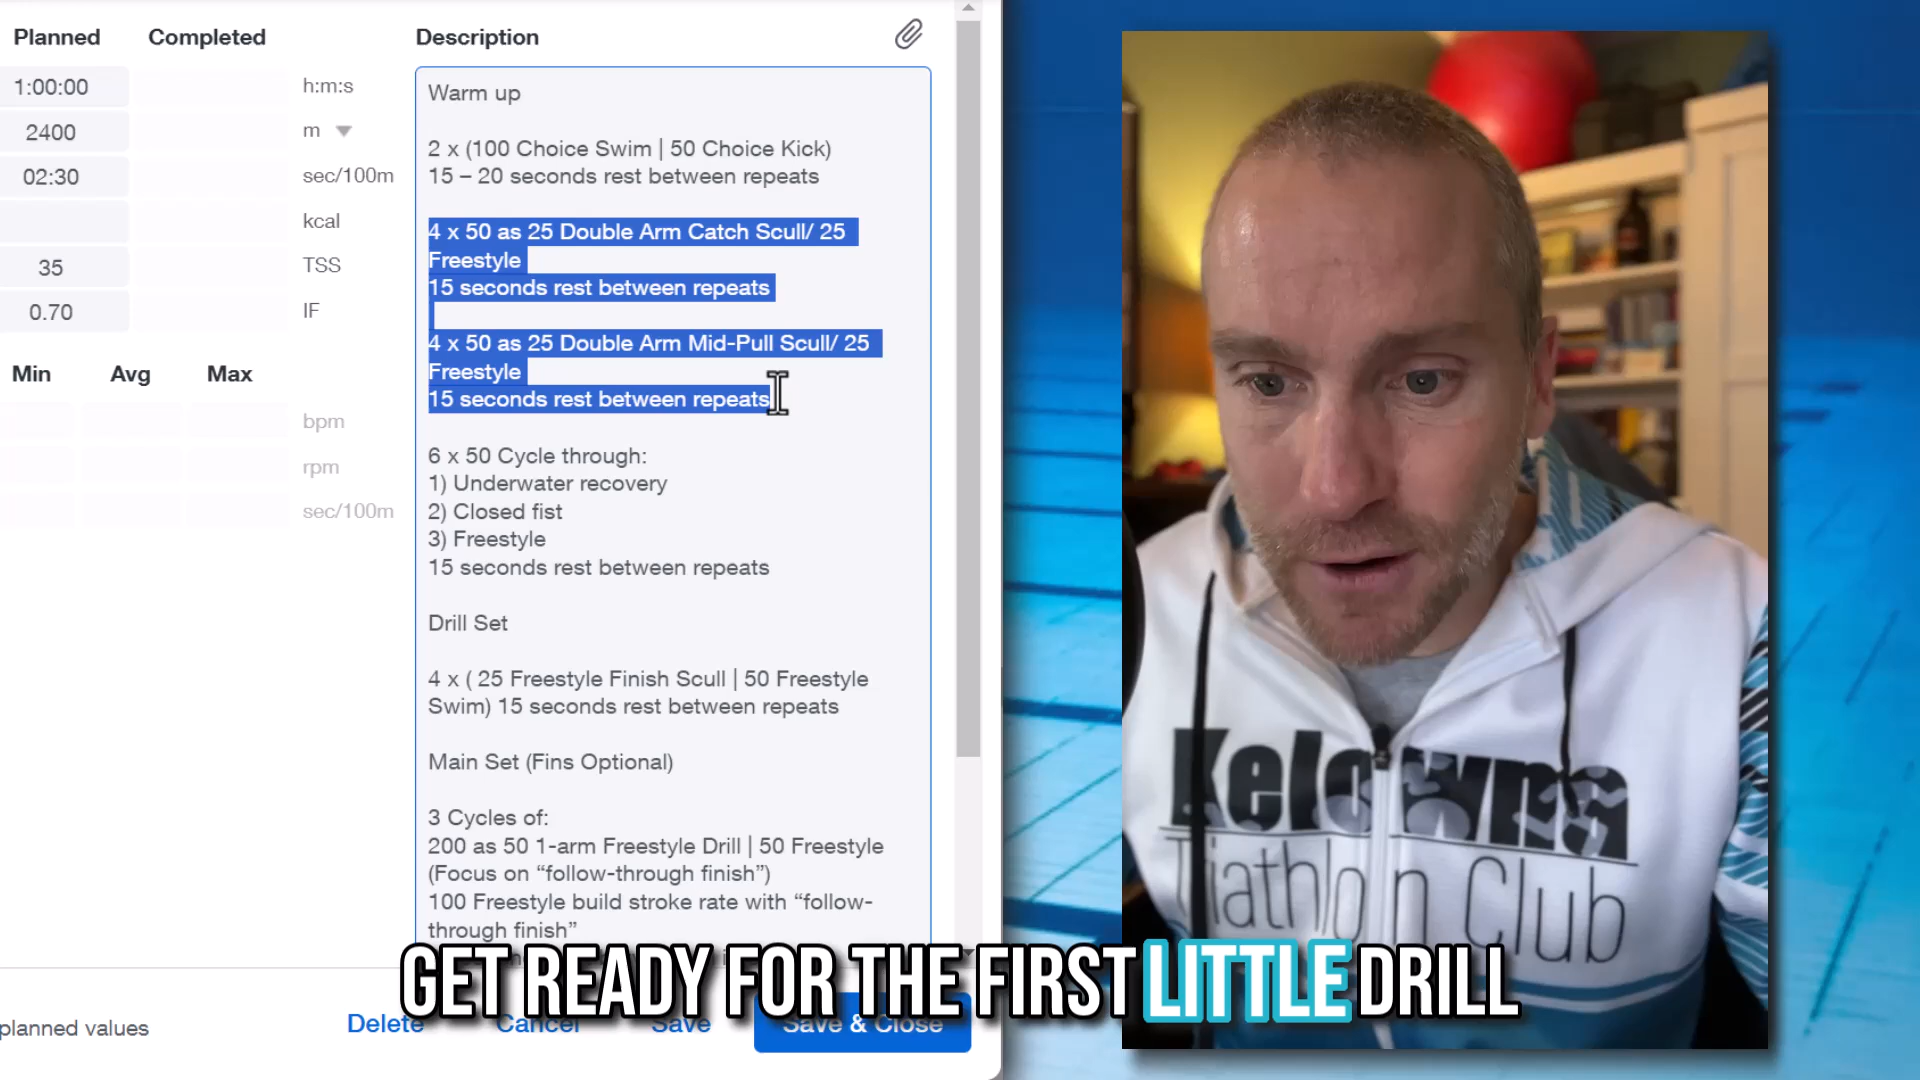 Planned Completed Description
1:00:00 h:m:s
2400 m
02:30 sec/100m
kcal
35 TSS
0.70 IF
Min Avg Max
bpm
rpm
sec/100m
Warm up
2 x (100 Choice Swim | 50 Choice Kick)
15 – 20 seconds rest between repeats
4 x 50 as 25 Double Arm Catch Scull/ 25
Freestyle
15 seconds rest between repeats
4 x 50 as 25 Double Arm Mid-Pull Scull/ 25
Freestyle
15 seconds rest between repeats
6 x 50 Cycle through:
1) Underwater recovery
2) Closed fist
3) Freestyle
15 seconds rest between repeats
Drill Set
4 x ( 25 Freestyle Finish Scull | 50 Freestyle
Swim) 15 seconds rest between repeats
Main Set (Fins Optional)
3 Cycles of:
200 as 50 1-arm Freestyle Drill | 50 Freestyle
(Focus on “follow-through finish”)
100 Freestyle build stroke rate with “follow-
through finish”
planned values
Delete Cancel Save Save & Close
GET READY FOR THE FIRST LITTLE DRILL
Kelowna
Triathlon Club